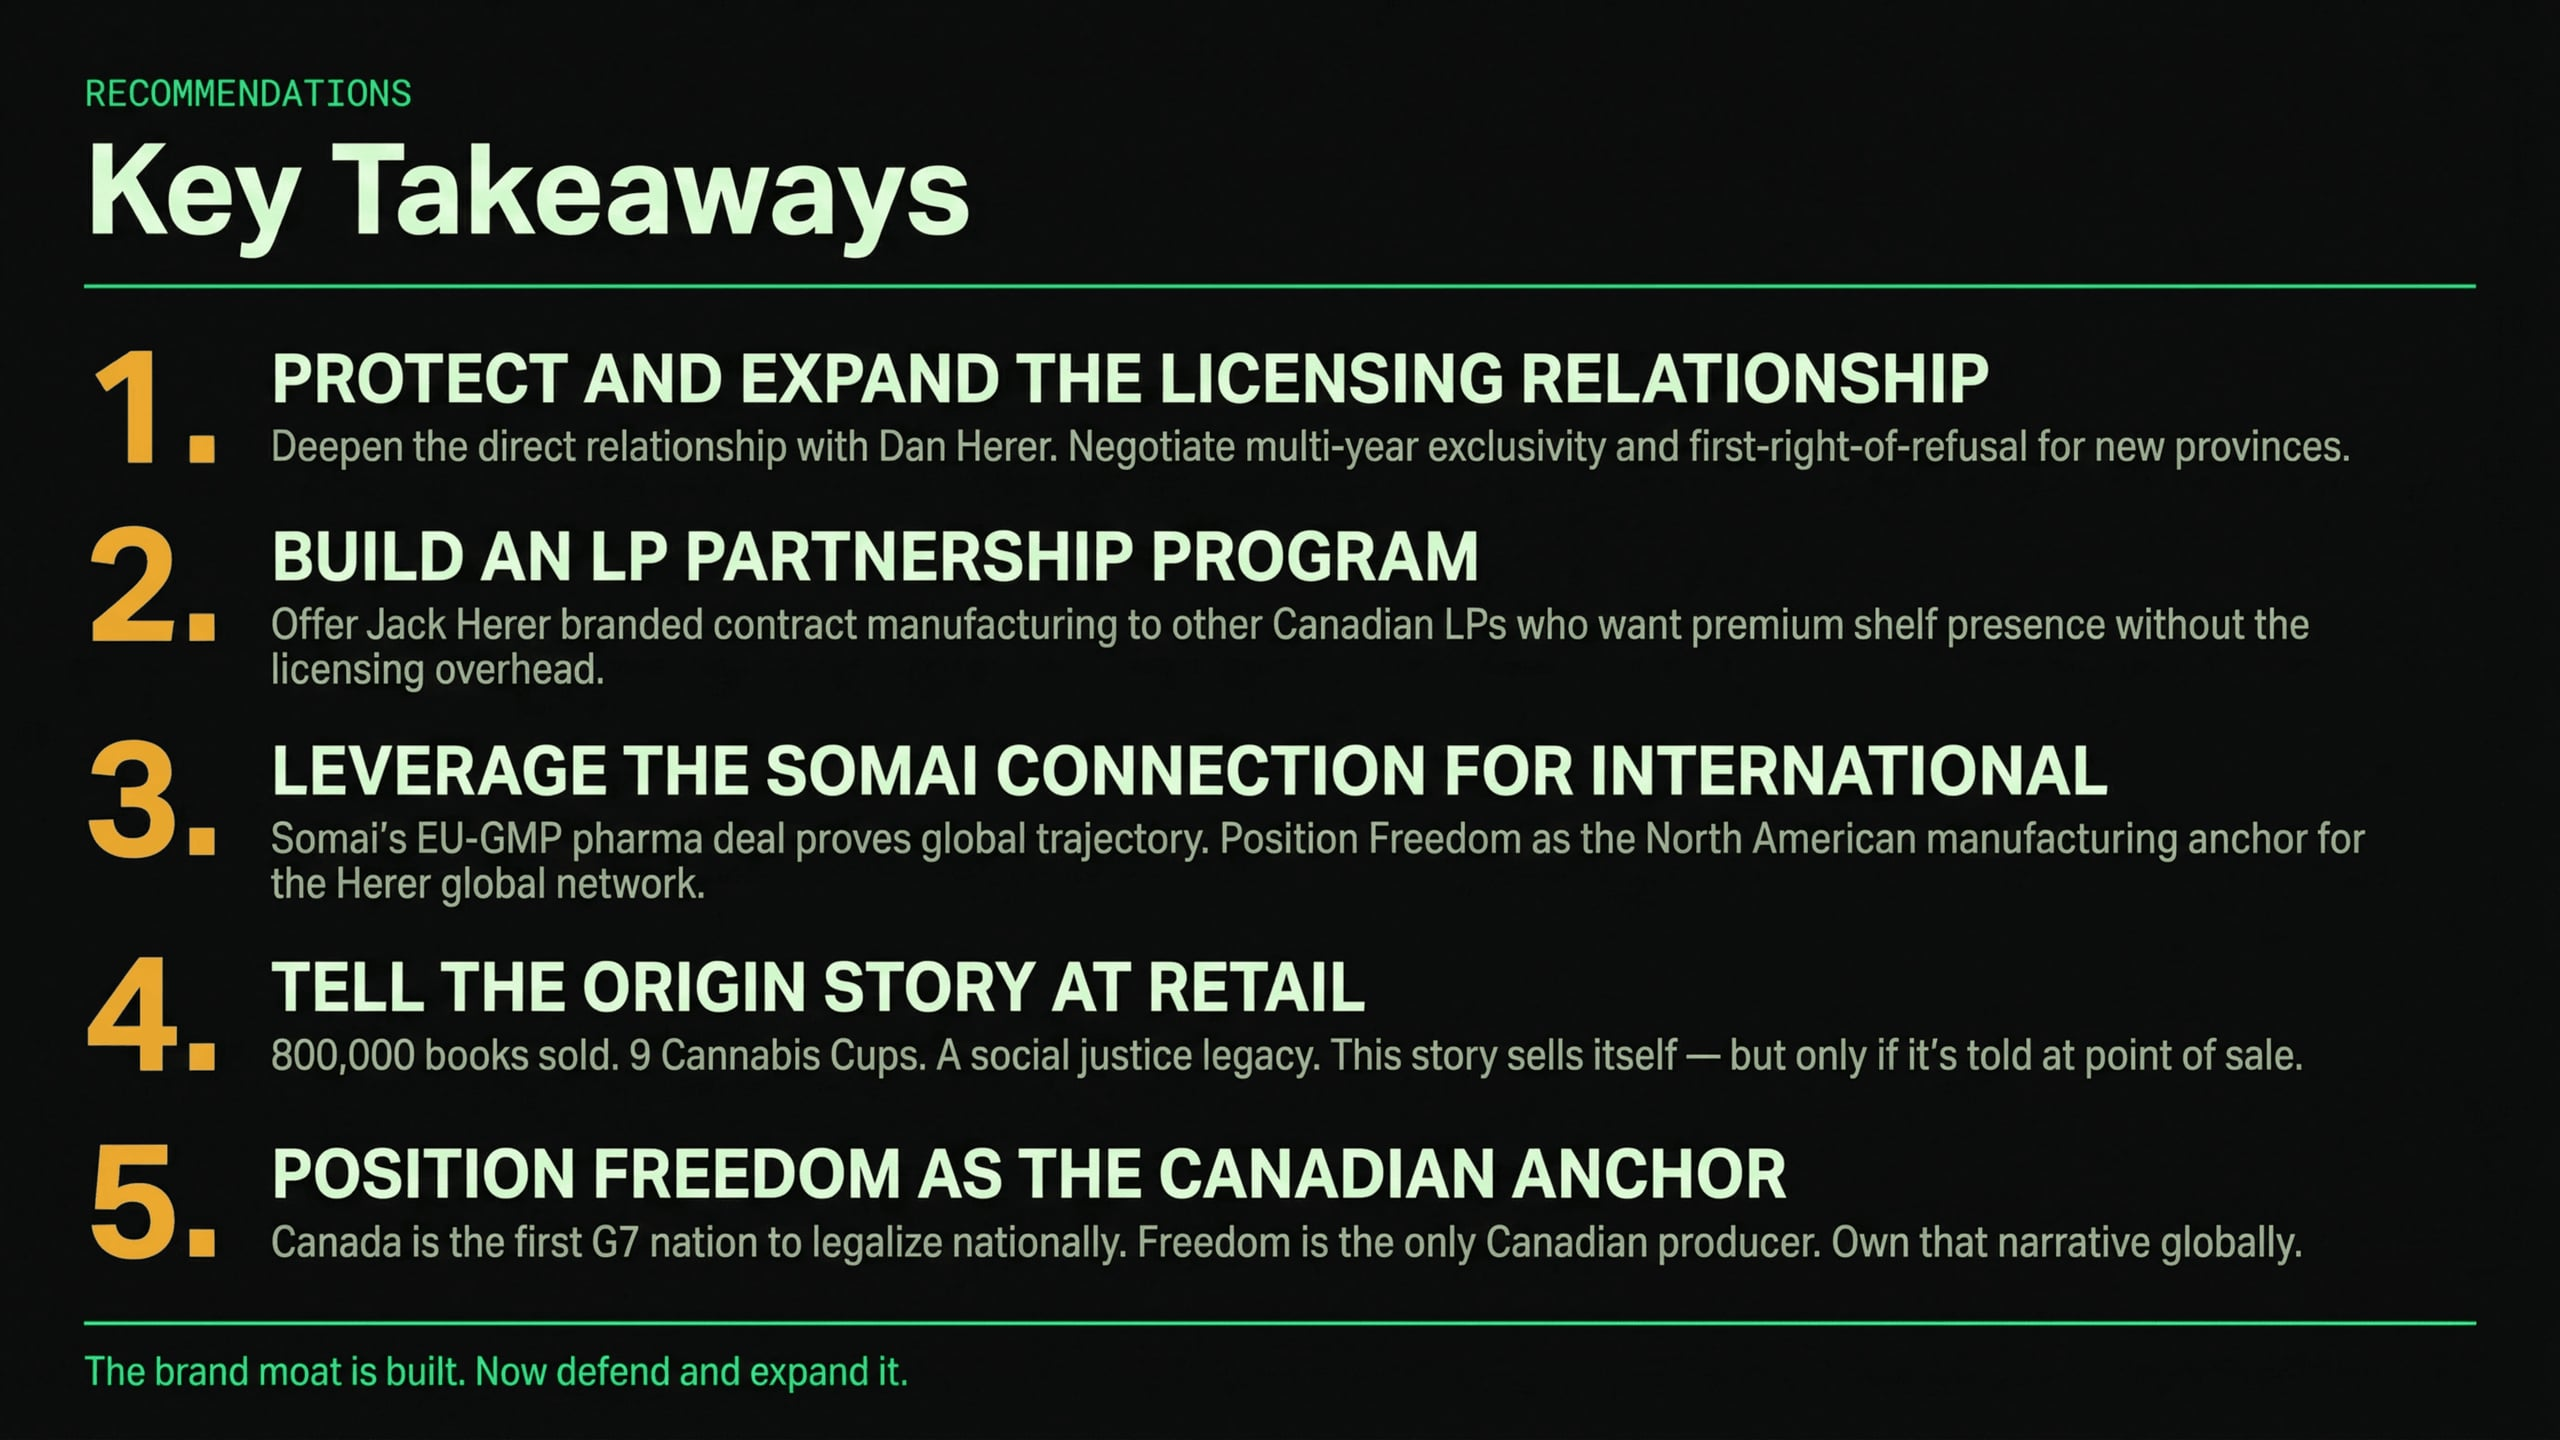 RECOMMENDATIONS
Key Takeaways
1. PROTECT AND EXPAND THE LICENSING RELATIONSHIP
Deepen the direct relationship with Dan Herer. Negotiate multi-year exclusivity and first-right-of-refusal for new provinces.
2. BUILD AN LP PARTNERSHIP PROGRAM
Offer Jack Herer branded contract manufacturing to other Canadian LPs who want premium shelf presence without the
licensing overhead.
3. LEVERAGE THE SOMAI CONNECTION FOR INTERNATIONAL
Somai’s EU-GMP pharma deal proves global trajectory. Position Freedom as the North American manufacturing anchor for
the Herer global network.
4. TELL THE ORIGIN STORY AT RETAIL
800,000 books sold. 9 Cannabis Cups. A social justice legacy. This story sells itself — but only if it’s told at point of sale.
5. POSITION FREEDOM AS THE CANADIAN ANCHOR
Canada is the first G7 nation to legalize nationally. Freedom is the only Canadian producer. Own that narrative globally.
The brand moat is built. Now defend and expand it.